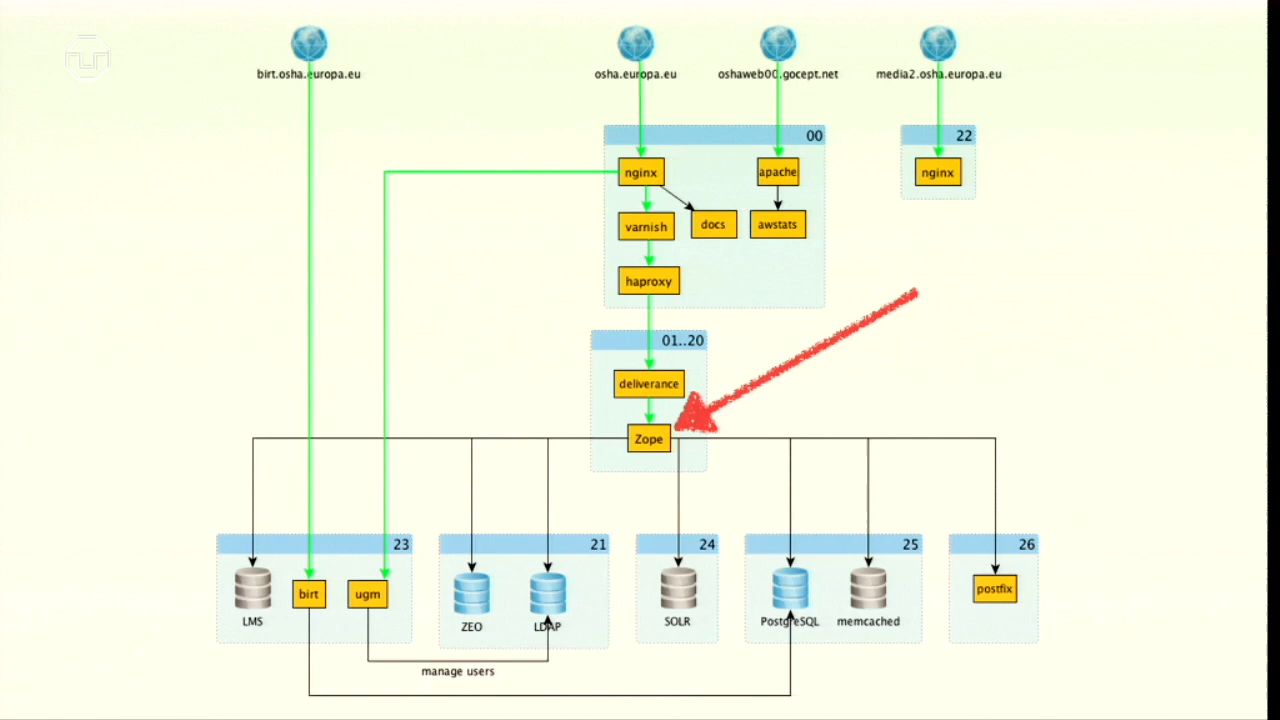 birt.osha.europa.eu
osha.europa.eu
oshaweb00.gocept.net
media2.osha.europa.eu
00
22
nginx
apache
nginx
varnish
docs
awstats
haproxy
01..20
deliverance
Zope
23
21
24
25
26
LMS
birt
ugm
ZEO
LDAP
SOLR
PostgreSQL
memcached
postfix
manage users